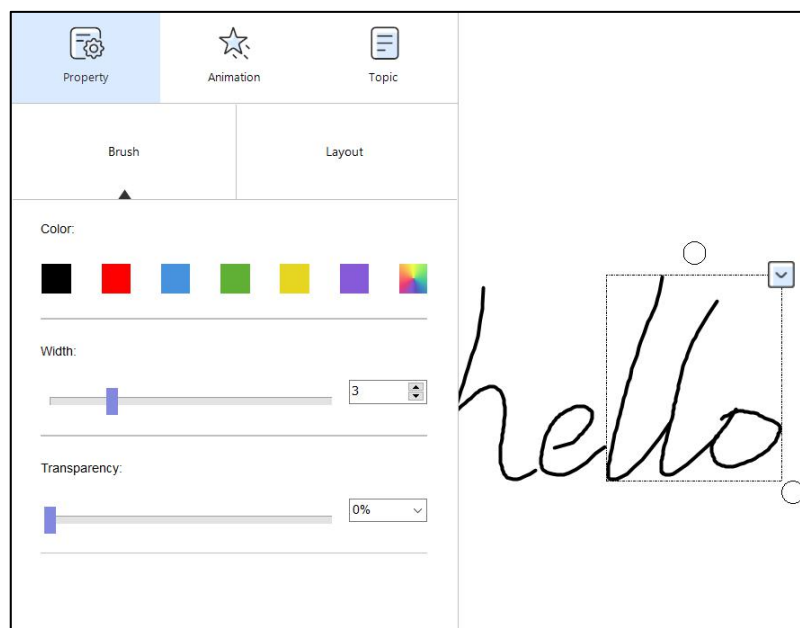 Property Animation Topic
Brush Layout
Color:
Width:
3
Transparency:
0%
hello